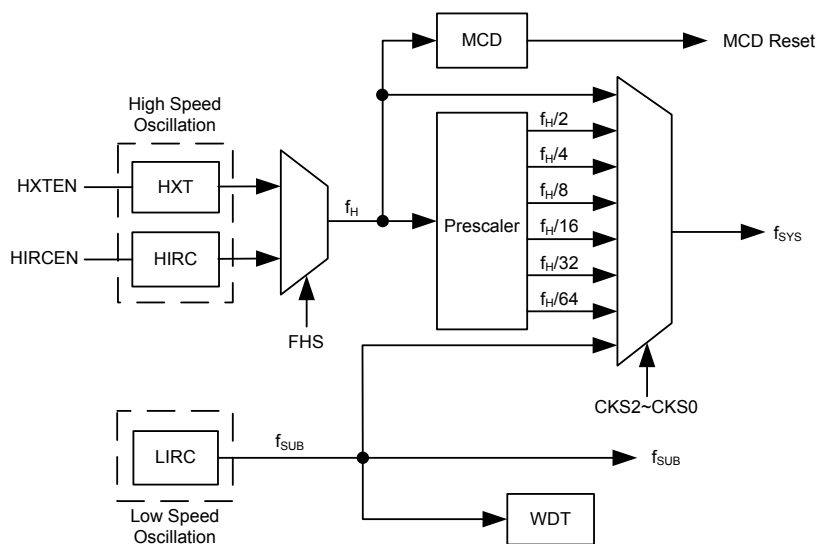 MCD
MCD Reset
High Speed
Oscillation
HXTEN
HXT
HIRCEN
HIRC
fH
FHS
Prescaler
fH/2
fH/4
fH/8
fH/16
fH/32
fH/64
fSYS
CKS2~CKS0
LIRC
fSUB
fSUB
Low Speed
Oscillation
WDT